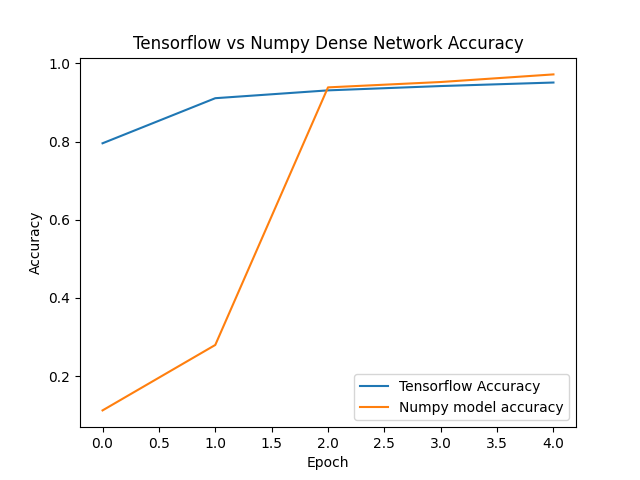 Tensorflow vs Numpy Dense Network Accuracy
1.0
0.8
0.6
0.4
0.2
Accuracy
Tensorflow Accuracy
Numpy model accuracy
0.0 0.5 1.0 1.5 2.0 2.5 3.0 3.5 4.0
Epoch